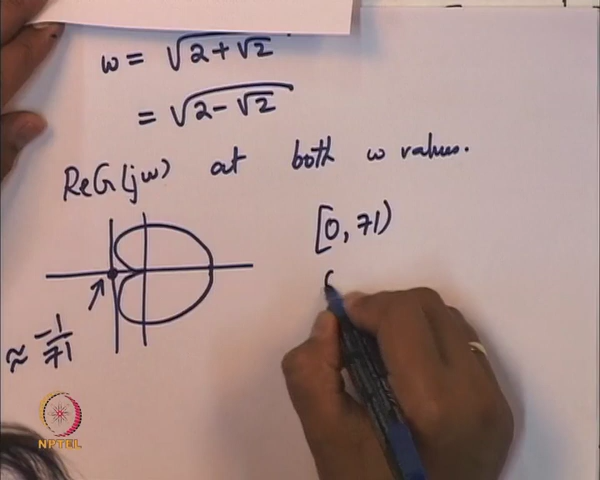 ω = √2+√2
= √2-√2
ReG(jω) at both ω values.
[0, 71)
≈ -1/71
NPTEL